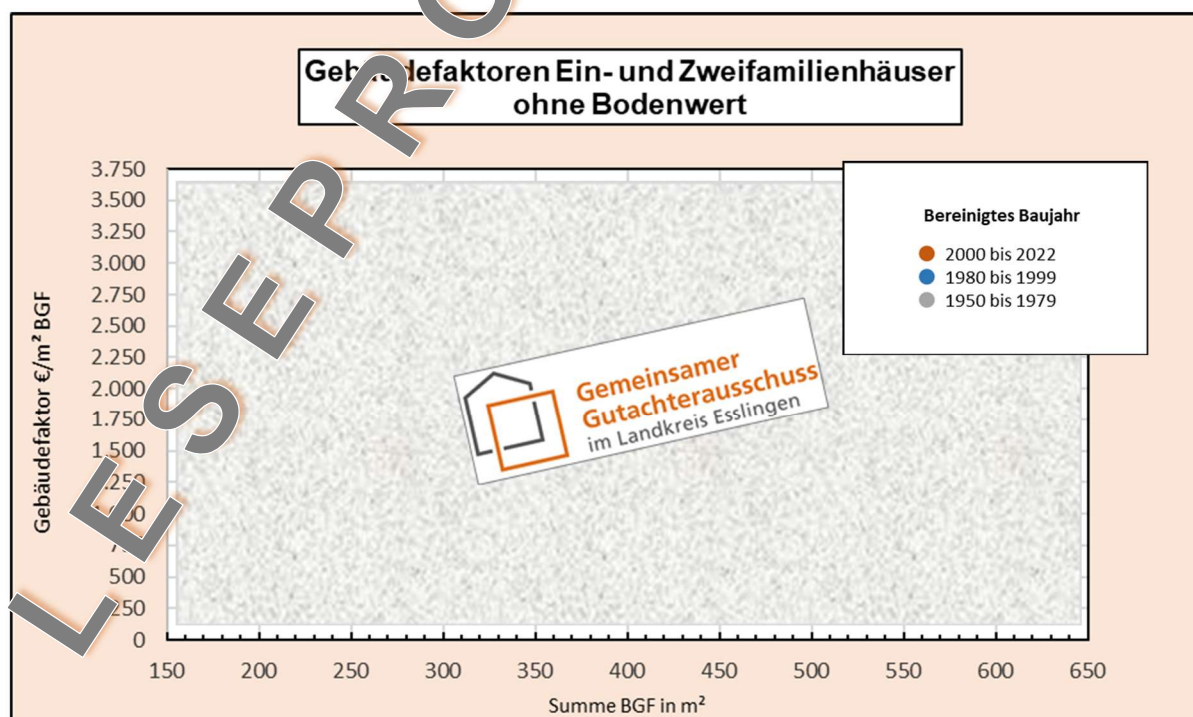 Gebäudefaktoren Ein- und Zweifamilienhäuser
ohne Bodenwert
Gebäudefaktor €/m² BGF
3.750
3.500
3.250
3.000
2.750
2.500
2.250
2.000
1.750
1.500
500
0
150 200 250 300 350 400 450 500 550 600 650
Summe BGF in m²
Bereinigtes Baujahr
2000 bis 2022
1980 bis 1999
1950 bis 1979
Gemeinsamer
Gutachterausschuss
im Landkreis Esslingen
LESEPRO